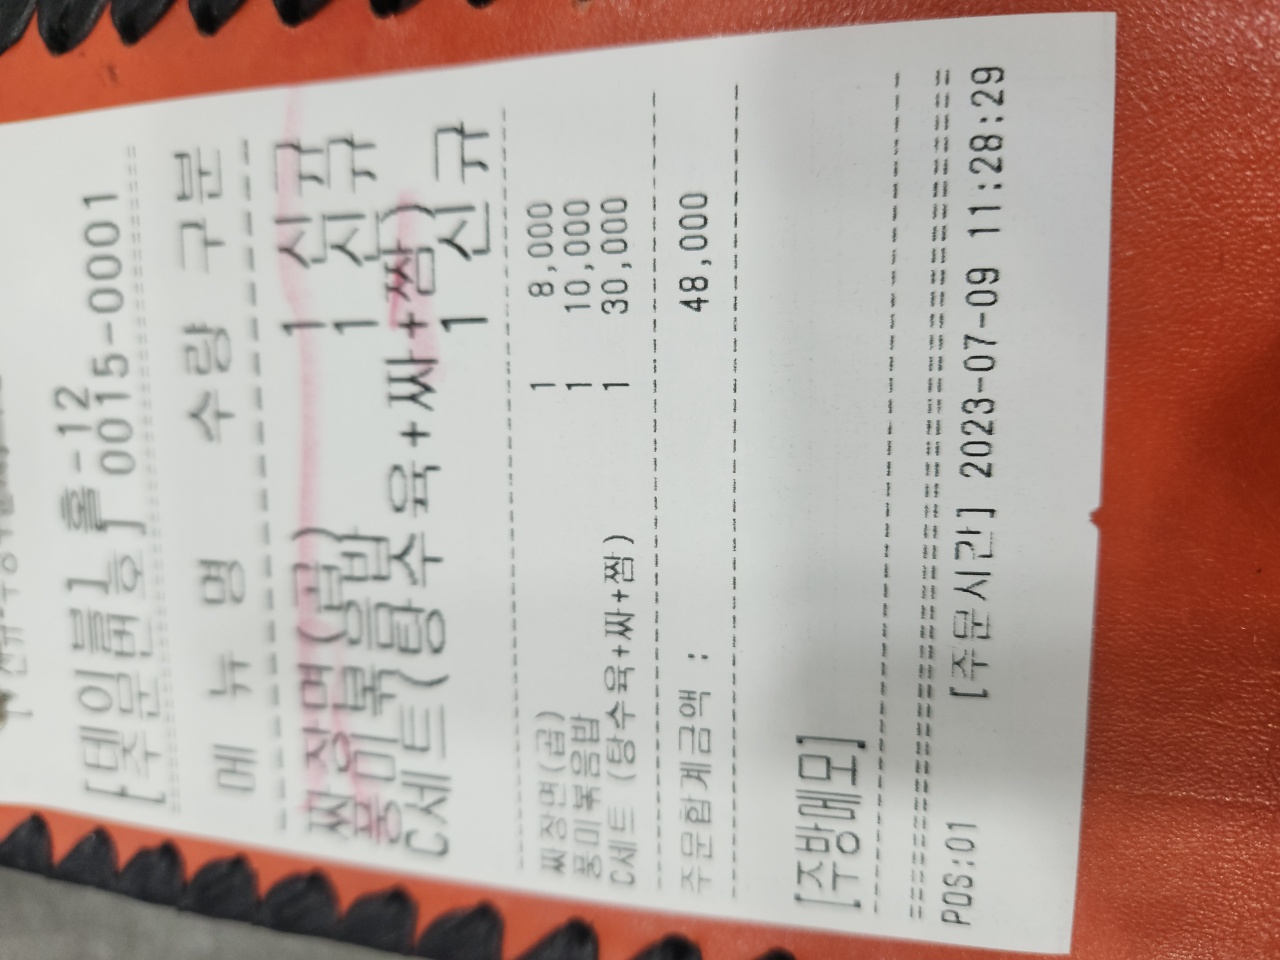 [테이블] 홀-12
[주문번호] 0015-0001
메 뉴 명 수량 구분
짜장면(곱) 1 신규
풍미볶음밥 1 신규
C세트(탕수육+짜+짬)
1 신규
짜장면(곱) 1 8,000
풍미볶음밥 1 10,000
C세트 (탕수육+짜+짬) 1 30,000
주문합계금액 : 48,000
[주방메모]
POS:01 [주문시간] 2023-07-09 11:28:29